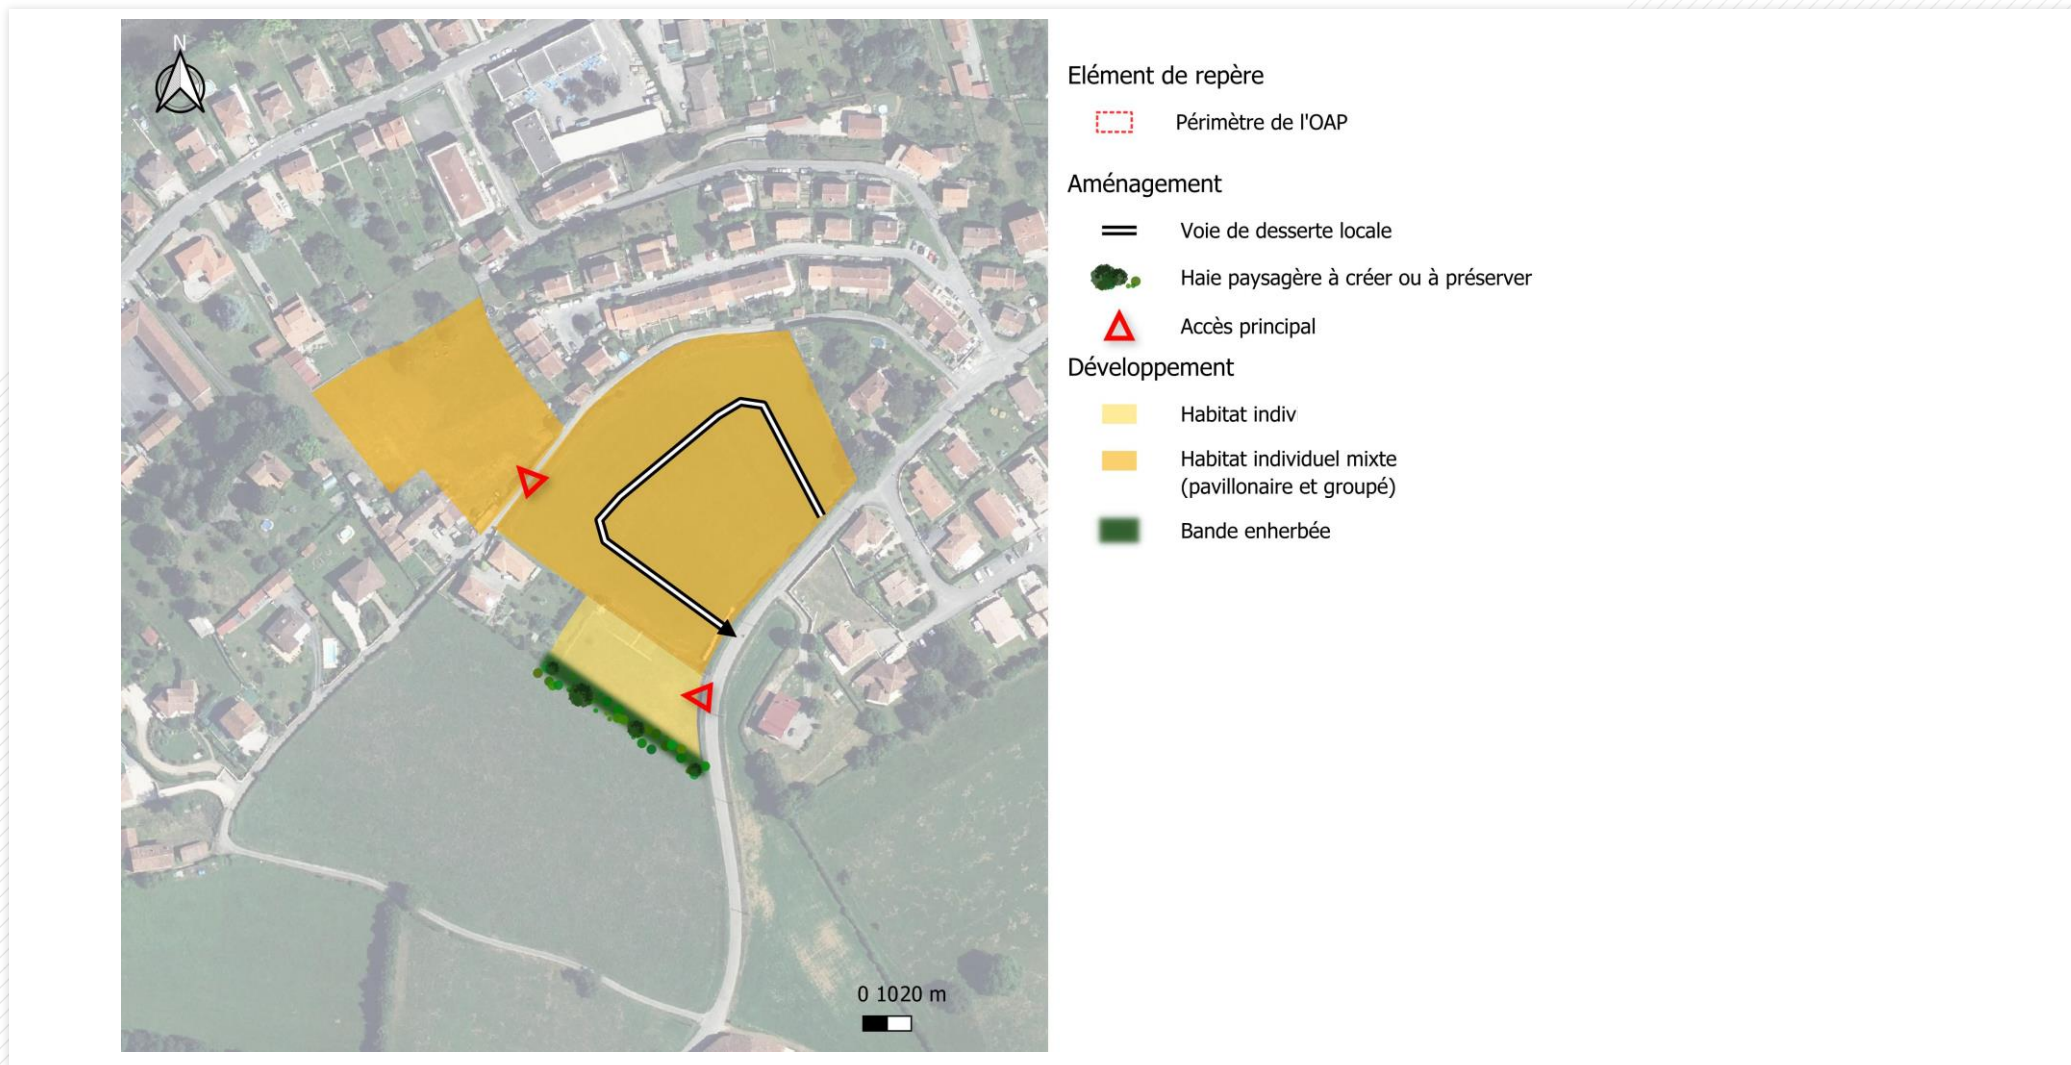 N
Elément de repère
Périmètre de l'OAP
Aménagement
Voie de desserte locale
Haie paysagère à créer ou à préserver
Accès principal
Développement
Habitat indiv
Habitat individuel mixte
(pavillonaire et groupé)
Bande enherbée
0 1020 m